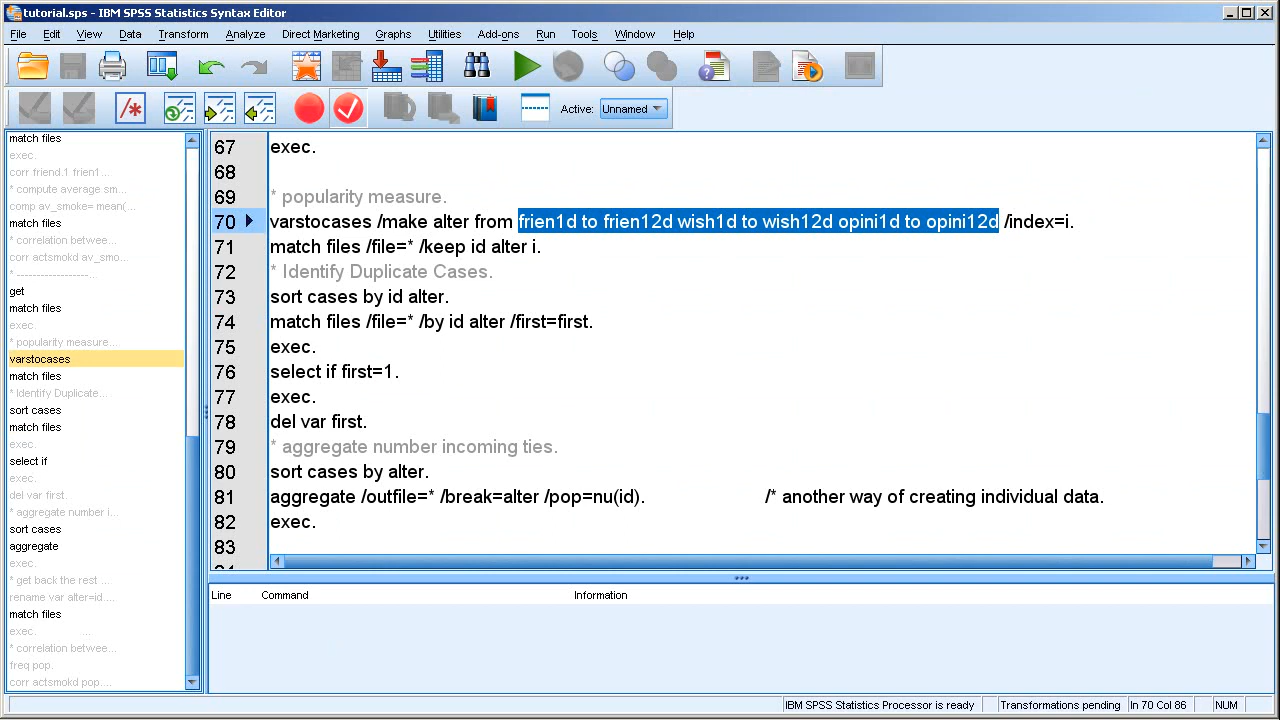 tutorial.sps - IBM SPSS Statistics Syntax Editor
File Edit View Data Transform Analyze Direct Marketing Graphs Utilities Add-ons Run Tools Window Help
Active: Unnamed
match files
exec.
corr friend.1 frien1...
* compute average sm...
comp av_smoke= mean(...
match files
* correlation betwee...
corr actsmokd av_smo...
* ------------------...
get
match files
exec.
* popularity measure...
varstocases
match files
* Identify Duplicate...
sort cases
match files
exec.
select if
exec.
del var first.
* aggregate number i...
sort cases
aggregate
exec.
* get back the rest ...
rename var alter=id....
match files
exec. ...
* correlation betwee...
freq pop.
corr actsmokd pop....
67 exec.
68
69 * popularity measure.
70 varstocases /make alter from frien1d to frien12d wish1d to wish12d opini1d to opini12d /index=i.
71 match files /file=* /keep id alter i.
72 * Identify Duplicate Cases.
73 sort cases by id alter.
74 match files /file=* /by id alter /first=first.
75 exec.
76 select if first=1.
77 exec.
78 del var first.
79 * aggregate number incoming ties.
80 sort cases by alter.
81 aggregate /outfile=* /break=alter /pop=nu(id). /* another way of creating individual data.
82 exec.
83
Line Command Information
IBM SPSS Statistics Processor is ready Transformations pending In 70 Col 86 NUM